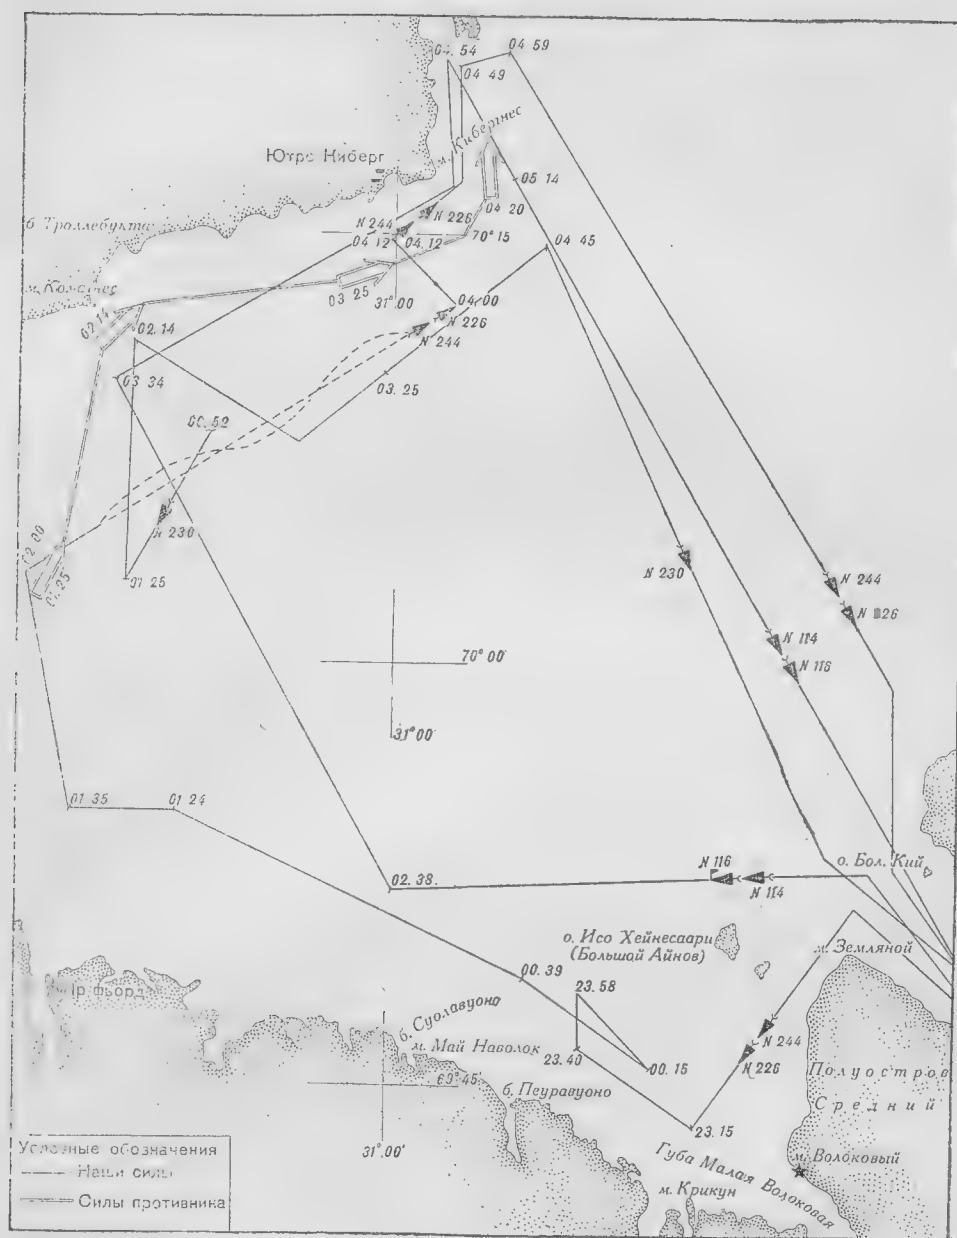 04. 54
04. 59
04 49
м. Кибергнес
Ютре Киберг
05 14
04 20
N 244
N 226
б Троллебукта
04 12
04. 12
70° 15
04 45
03 25
31° 00
04. 00
02 14
02. 14
N 226
N 244
03 34
03. 25
00. 52
N 230
02 00
01. 25
01 25
N 230
N 244
N 114
N 116
70° 00
31° 00
01 35
01 24
о. Бол. Кий
02 38.
N 116
N 114
о. Исо Хейнесаари
(Большой Айнов)
м. Земляной
00. 39
23. 58
б. Суолавуоно
м. Май Наволок
23. 40
00. 15
N 244
N 226
69° 45
б. Пеуравуоно
Полуостров
Средний
23. 15
Условные обозначения
Наши силы
Силы противника
31° 00'
Губа Малая Волоковая
м. Волоковый
м. Крикун